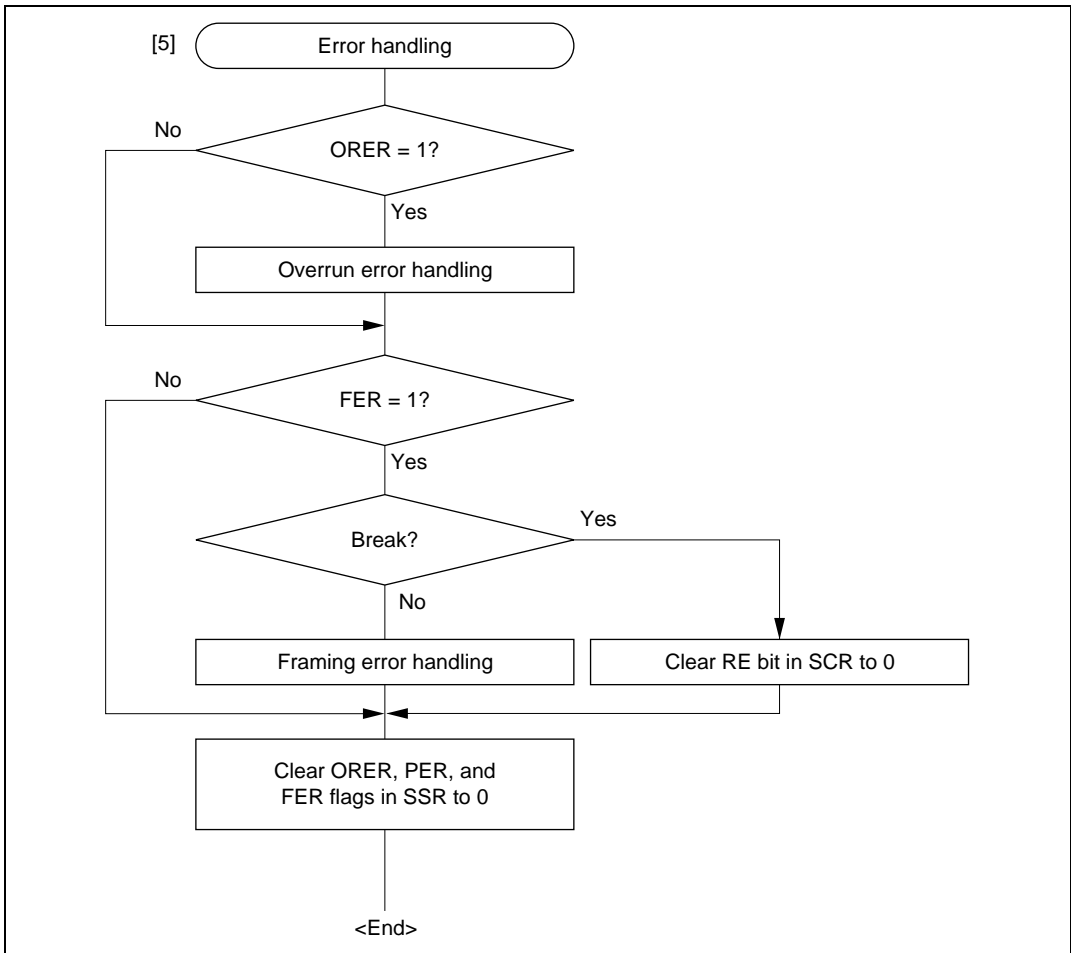 [5]
Error handling
No
ORER = 1?
Yes
Overrun error handling
No
FER = 1?
Yes
Break?
Yes
No
Framing error handling
Clear RE bit in SCR to 0
Clear ORER, PER, and
FER flags in SSR to 0
<End>